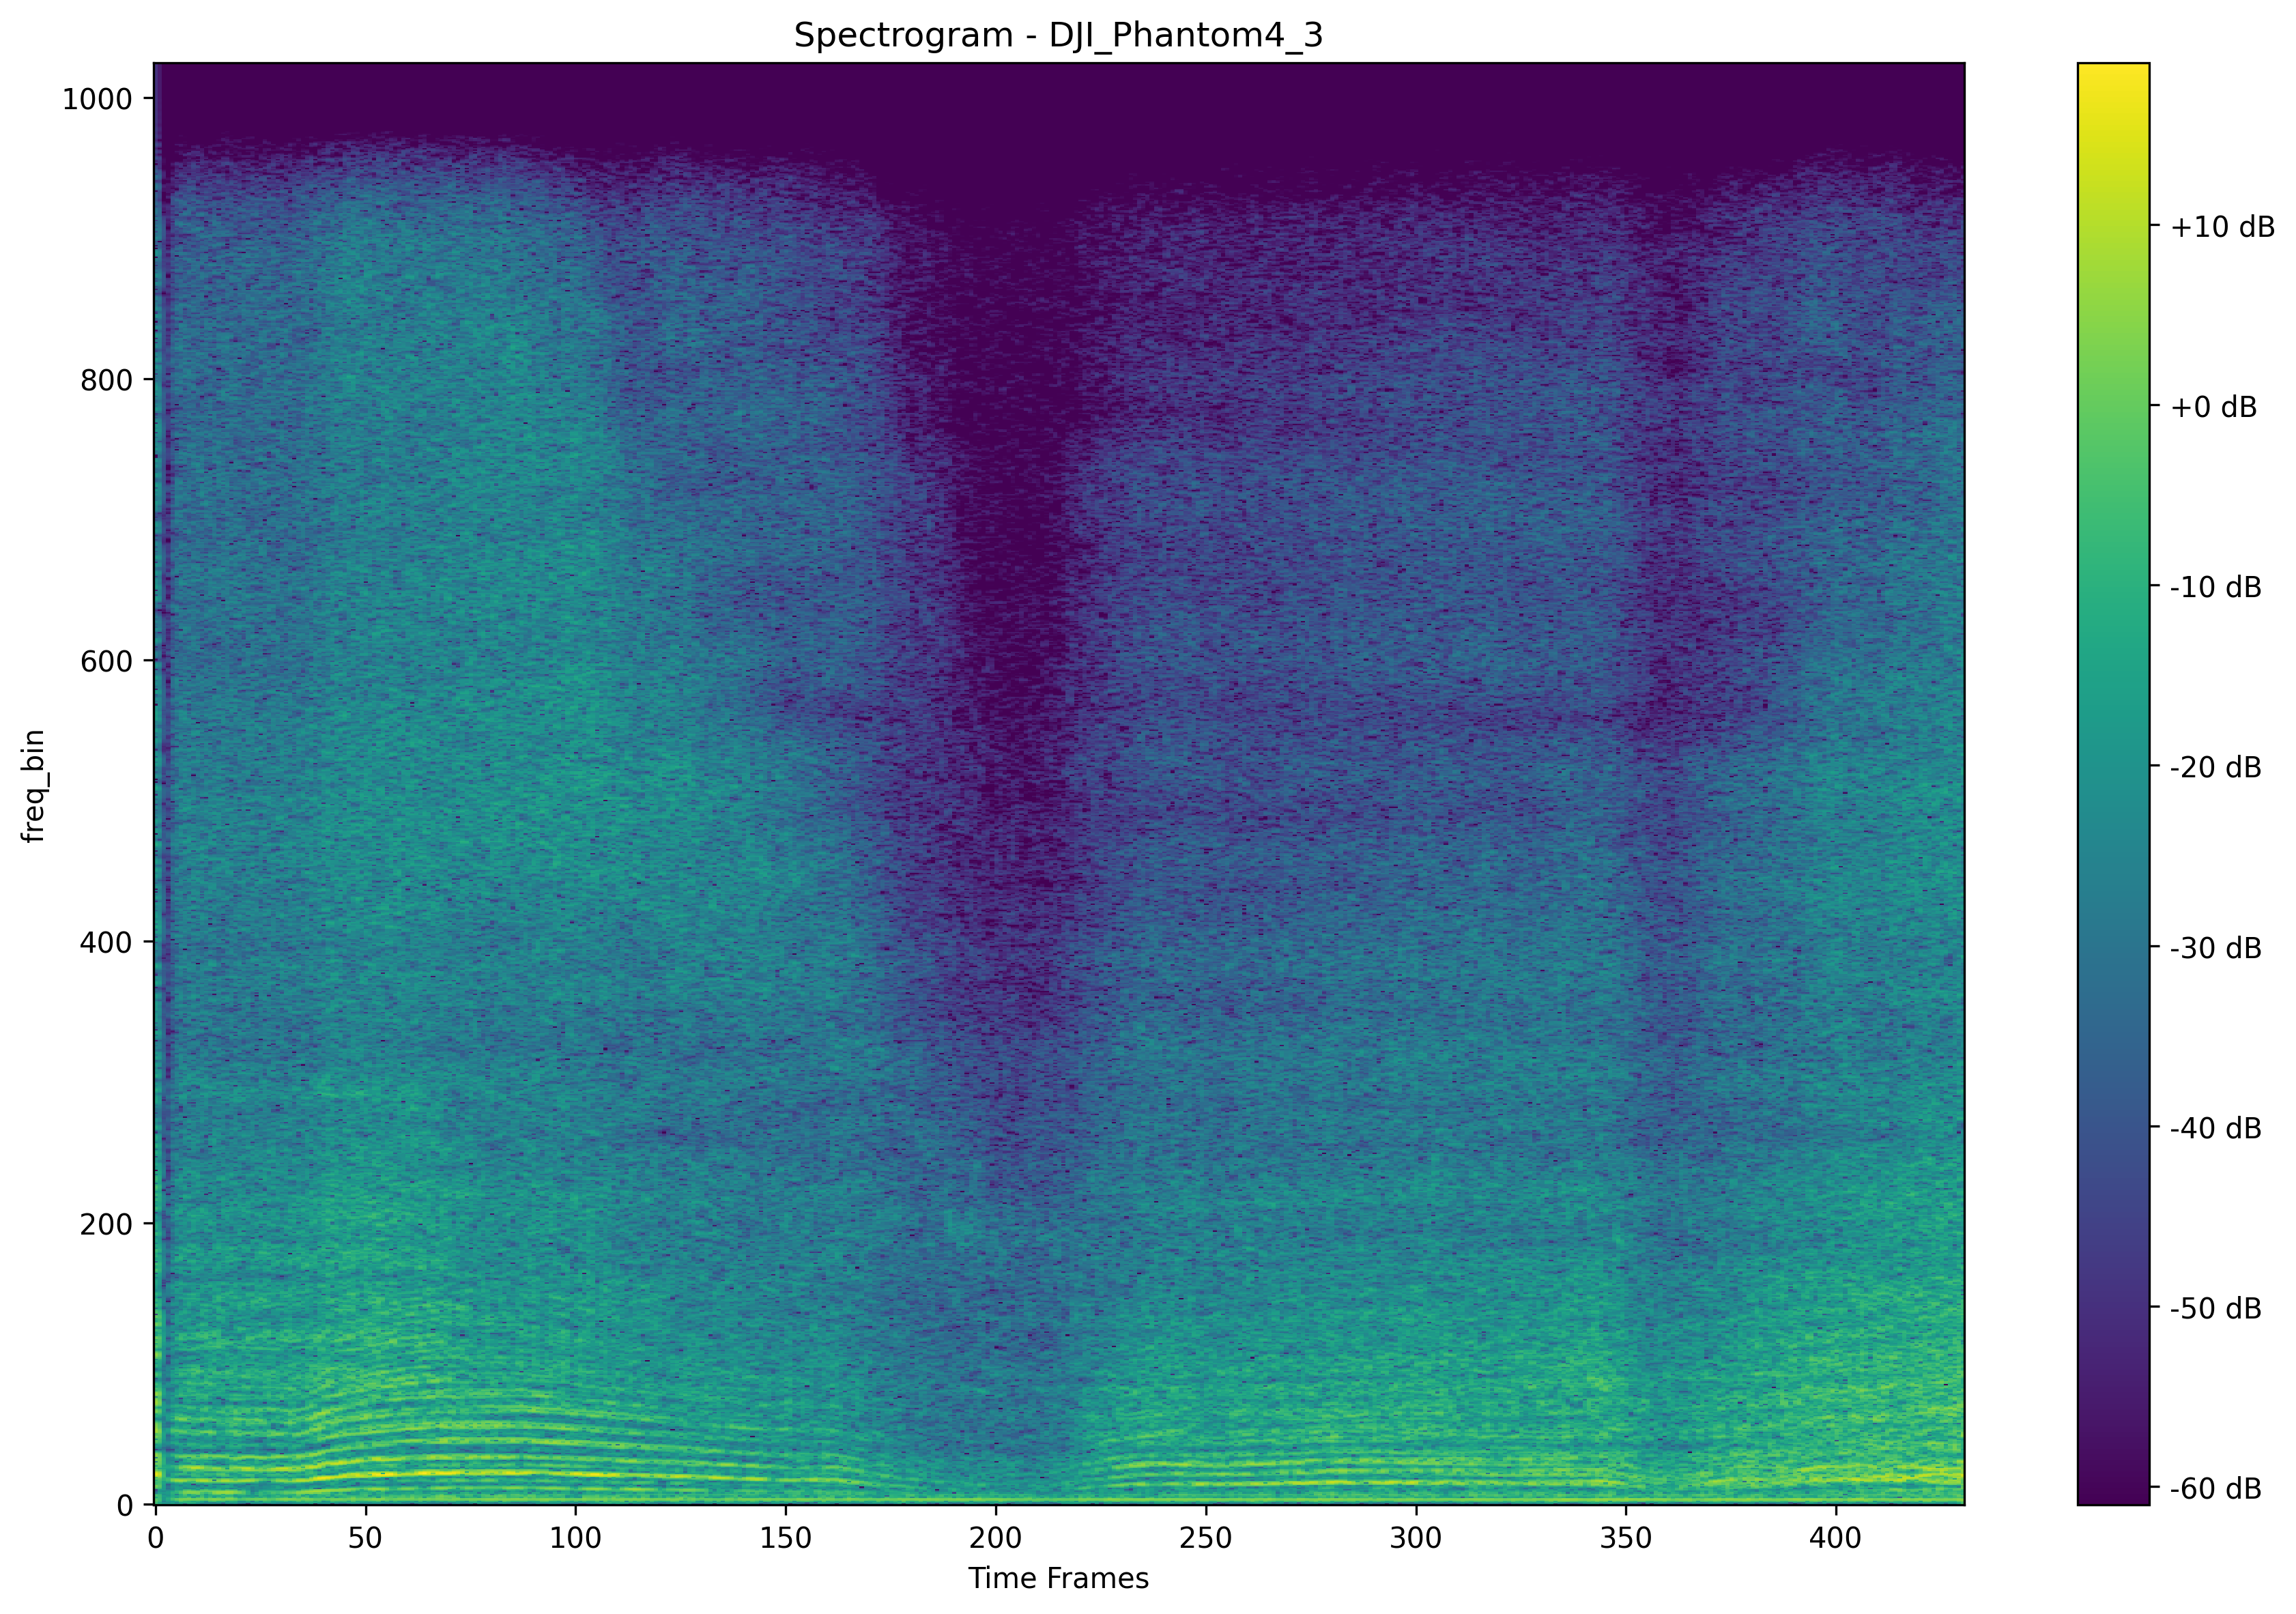 Spectrogram - DJI_Phantom4_3
1000
800
600
400
200
0
freq_bin
0 50 100 150 200 250 300 350 400
Time Frames
+10 dB
+0 dB
-10 dB
-20 dB
-30 dB
-40 dB
-50 dB
-60 dB